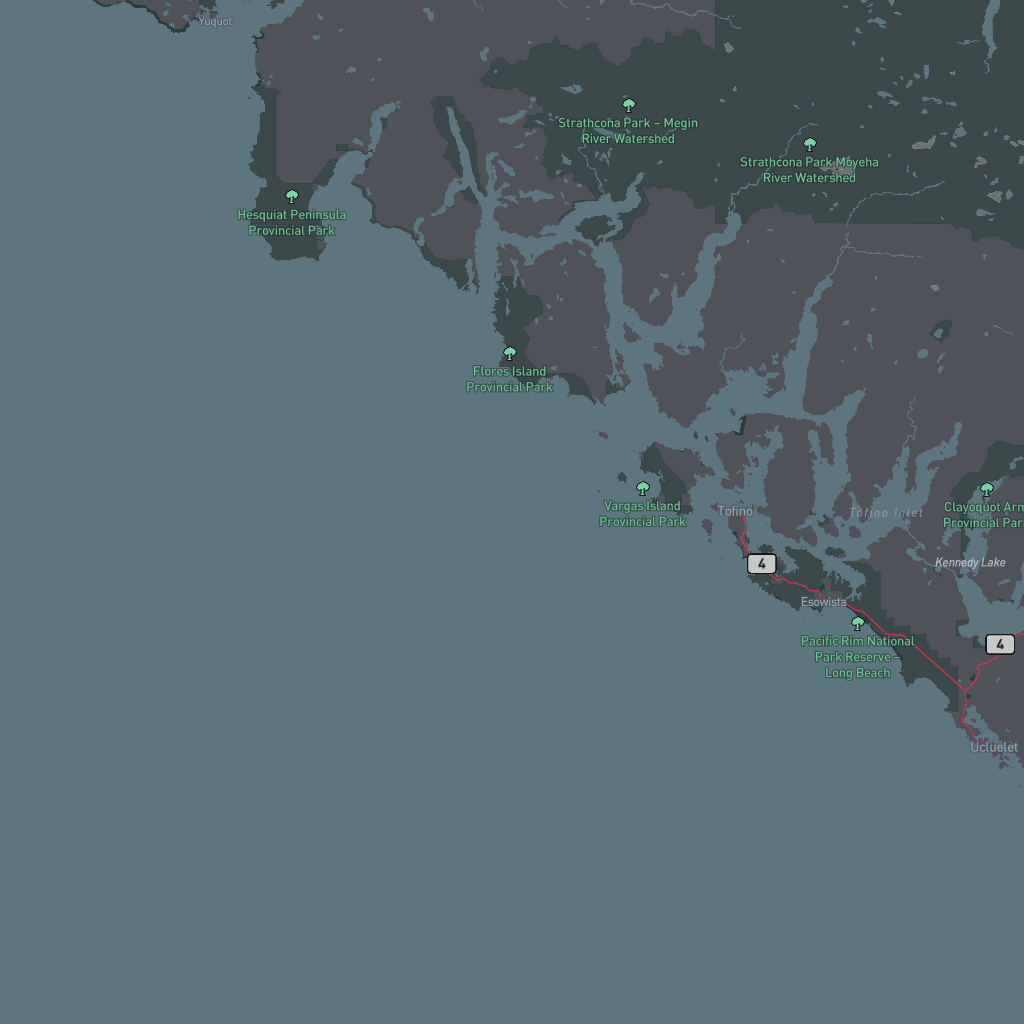 Yuquot
Strathcona Park – Megin
River Watershed
Strathcona Park Moyeha
River Watershed
Hesquiat Peninsula
Provincial Park
Flores Island
Provincial Park
Vargas Island
Provincial Park
Tofino
Tofino Inlet
Clayoquot Arm
Provincial Par
Kennedy Lake
4
Esowista
Pacific Rim National
Park Reserve –
Long Beach
4
Ucluelet